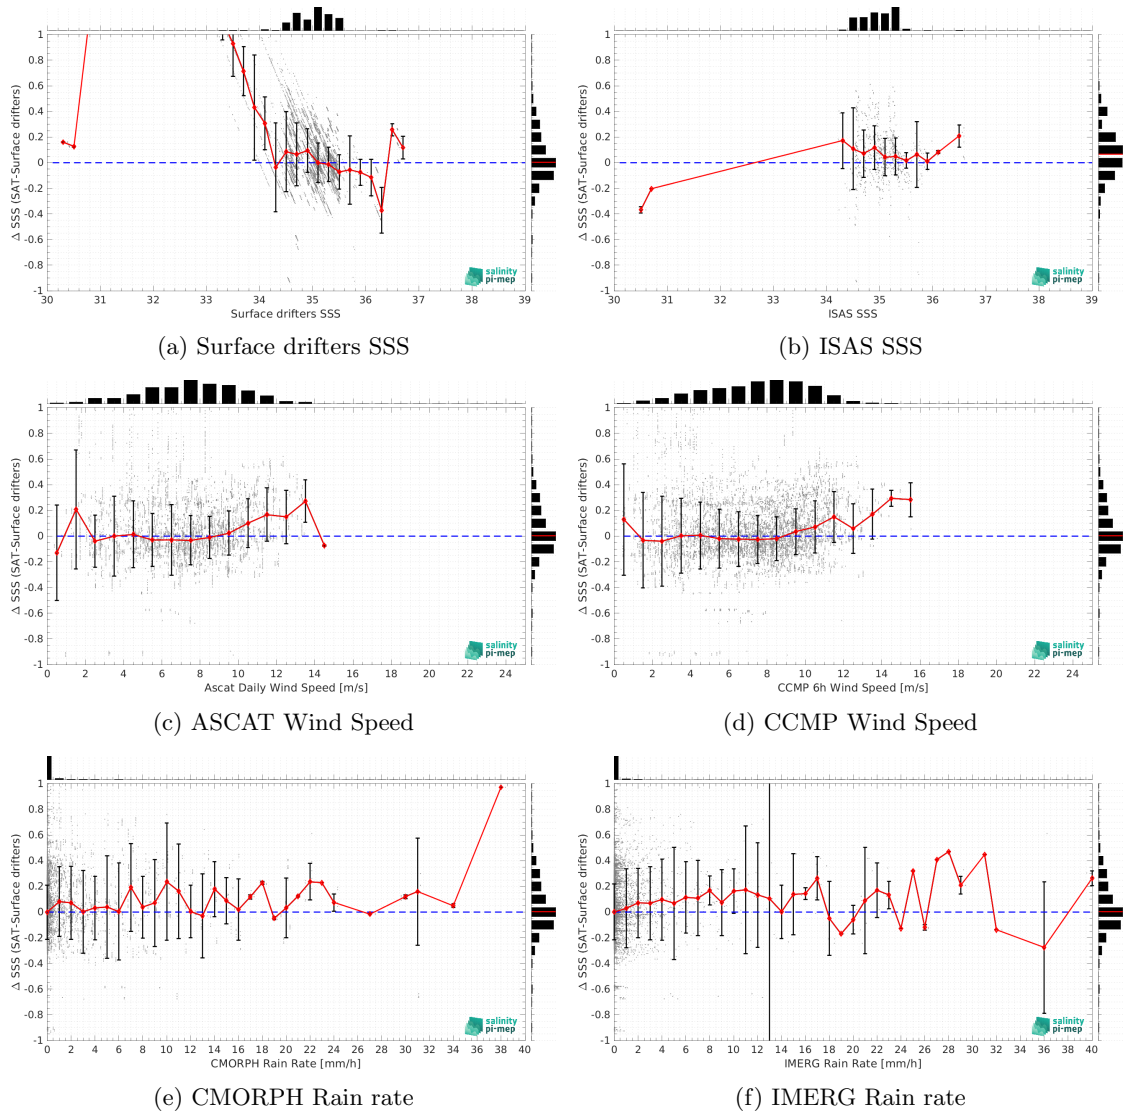 1
0.8
0.6
0.4
0.2
0
-0.2
-0.4
-0.6
-0.8
-1
Δ SSS (SAT-Surface drifters)
30 31 32 33 34 35 36 37 38 39
Surface drifters SSS
salinity
pi-mep
(a) Surface drifters SSS
1
0.8
0.6
0.4
0.2
0
-0.2
-0.4
-0.6
-0.8
-1
Δ SSS (SAT-Surface drifters)
30 31 32 33 34 35 36 37 38 39
ISAS SSS
salinity
pi-mep
(b) ISAS SSS
1
0.8
0.6
0.4
0.2
0
-0.2
-0.4
-0.6
-0.8
-1
Δ SSS (SAT-Surface drifters)
0 2 4 6 8 10 12 14 16 18 20 22 24
Ascat Daily Wind Speed [m/s]
salinity
pi-mep
(c) ASCAT Wind Speed
1
0.8
0.6
0.4
0.2
0
-0.2
-0.4
-0.6
-0.8
-1
Δ SSS (SAT-Surface drifters)
0 2 4 6 8 10 12 14 16 18 20 22 24
CCMP 6h Wind Speed [m/s]
salinity
pi-mep
(d) CCMP Wind Speed
1
0.8
0.6
0.4
0.2
0
-0.2
-0.4
-0.6
-0.8
-1
Δ SSS (SAT-Surface drifters)
0 2 4 6 8 10 12 14 16 18 20 22 24 26 28 30 32 34 36 38 40
CMORPH Rain Rate [mm/h]
salinity
pi-mep
(e) CMORPH Rain rate
1
0.8
0.6
0.4
0.2
0
-0.2
-0.4
-0.6
-0.8
-1
Δ SSS (SAT-Surface drifters)
0 2 4 6 8 10 12 14 16 18 20 22 24 26 28 30 32 34 36 38 40
IMERG Rain Rate [mm/h]
salinity
pi-mep
(f) IMERG Rain rate